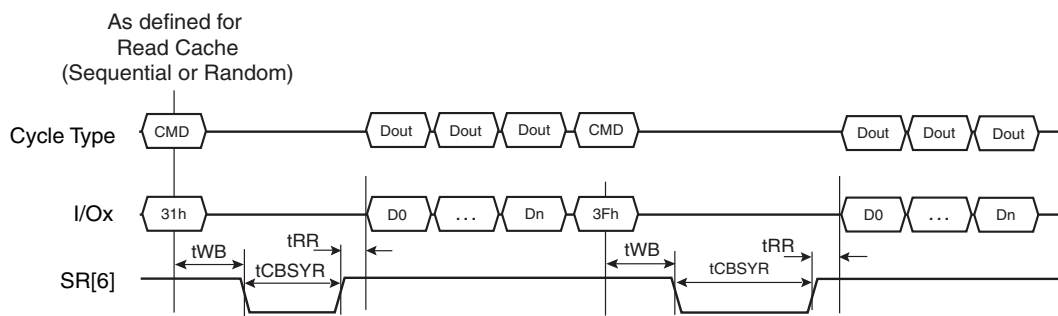 As defined for
Read Cache
(Sequential or Random)
Cycle Type CMD Dout Dout Dout CMD Dout Dout Dout
I/Ox 31h D0 ... Dn 3Fh D0 ... Dn
tWB tRR tWB tRR
SR[6] tCBSYR tCBSYR